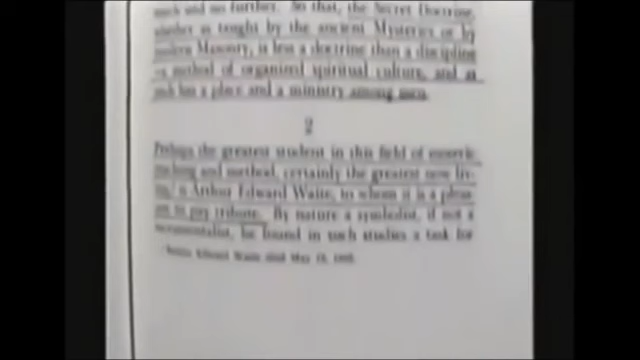 much and no further. So that, the Secret Doctrine,
whether as taught by the ancient Mysteries or by
modern Masonry, is less a doctrine than a discipline
—a method of organized spiritual culture, and as
such has a place and a ministry among men.
2
Perhaps the greatest student in this field of esoteric
teaching and method, certainly the greatest now liv-
ing, is Arthur Edward Waite, to whom it is a pleas-
ure to pay tribute. By nature a symbolist, if not a
sacramentalist, he found in such studies a task for
Arthur Edward Waite died May 19,